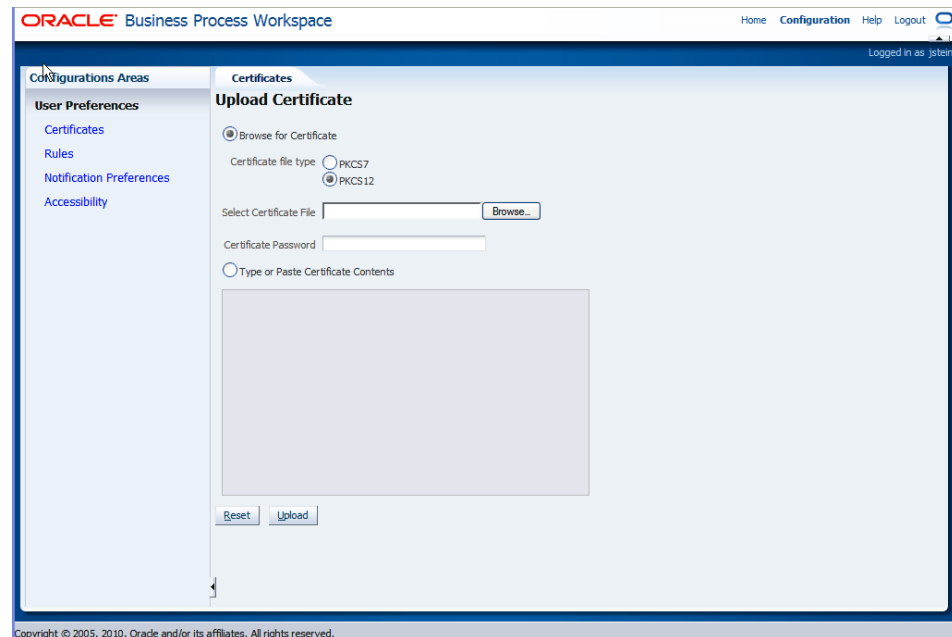 ORACLE Business Process Workspace
Home Configuration Help Logout
Logged in as jstein
Configurations Areas
User Preferences
Certificates
Rules
Notification Preferences
Accessibility
Certificates
Upload Certificate
Browse for Certificate
Certificate file type
PKCS7
PKCS12
Select Certificate File
Browse...
Certificate Password
Type or Paste Certificate Contents
Reset
Upload
Copyright © 2005, 2010, Oracle and/or its affiliates. All rights reserved.